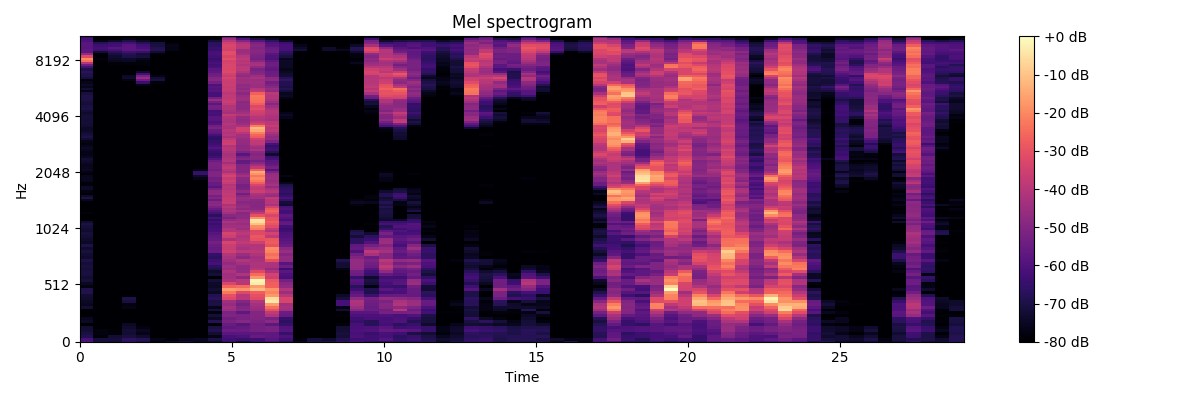 Mel spectrogram
+0 dB
8192
-10 dB
-20 dB
4096
-30 dB
2048
-40 dB
Hz
1024
-50 dB
512
-60 dB
-70 dB
0
-80 dB
0 5 10 15 20 25
Time